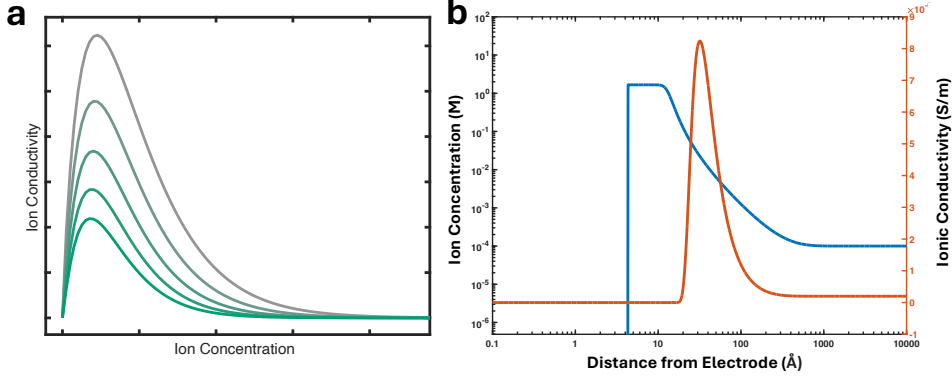 a
Ion Conductivity
Ion Concentration
b
Ion Concentration (M)
10²
10¹
10⁰
10⁻¹
10⁻²
10⁻³
10⁻⁴
10⁻⁵
10⁻⁶
0.1 1 10 100 1000 10000
Distance from Electrode (Å)
9
8
7
6
5
4
3
2
1
0
-1
Ionic Conductivity (S/m)